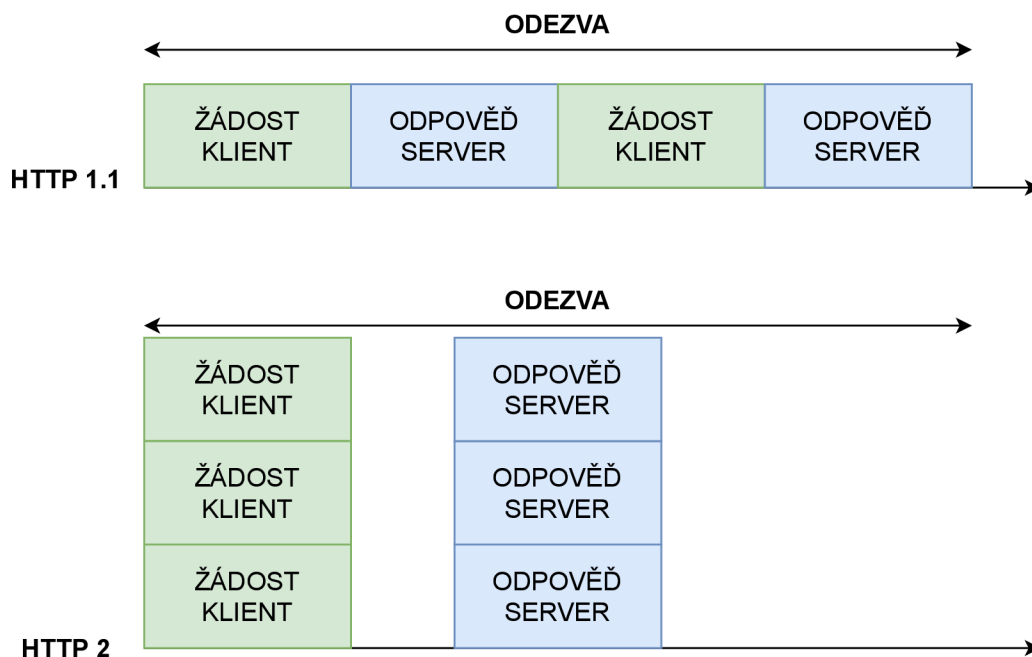 ODEZVA
ŽÁDOST
KLIENT
ODPOVĚĎ
SERVER
ŽÁDOST
KLIENT
ODPOVĚĎ
SERVER
HTTP 1.1
ODEZVA
ŽÁDOST
KLIENT
ODPOVĚĎ
SERVER
ŽÁDOST
KLIENT
ODPOVĚĎ
SERVER
ŽÁDOST
KLIENT
ODPOVĚĎ
SERVER
HTTP 2